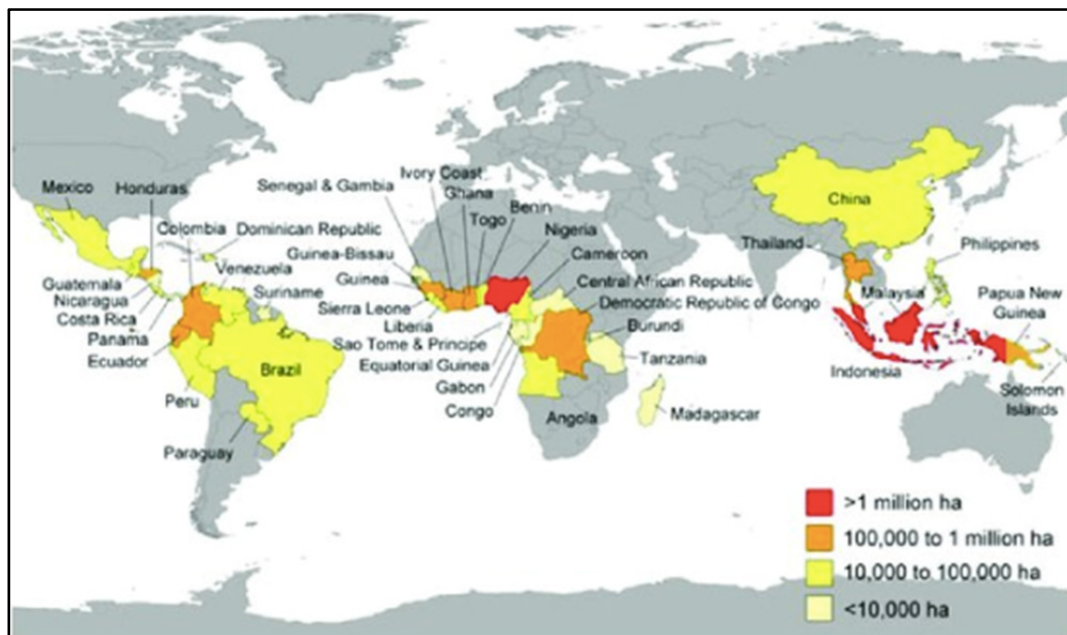 Mexico
Honduras
Colombia
Dominican Republic
Guatemala
Venezuela
Nicaragua
Suriname
Costa Rica
Panama
Ecuador
Brazil
Peru
Paraguay
Senegal & Gambia
Ivory Coast
Ghana
Togo
Benin
Nigeria
Guinea-Bissau
Cameroon
Guinea
Central African Republic
Sierra Leone
Democratic Republic of Congo
Liberia
Burundi
Sao Tome & Principe
Tanzania
Equatorial Guinea
Gabon
Congo
Angola
Madagascar
China
Thailand
Philippines
Malaysia
Papua New
Guinea
Indonesia
Solomon
Islands
>1 million ha
100,000 to 1 million ha
10,000 to 100,000 ha
<10,000 ha